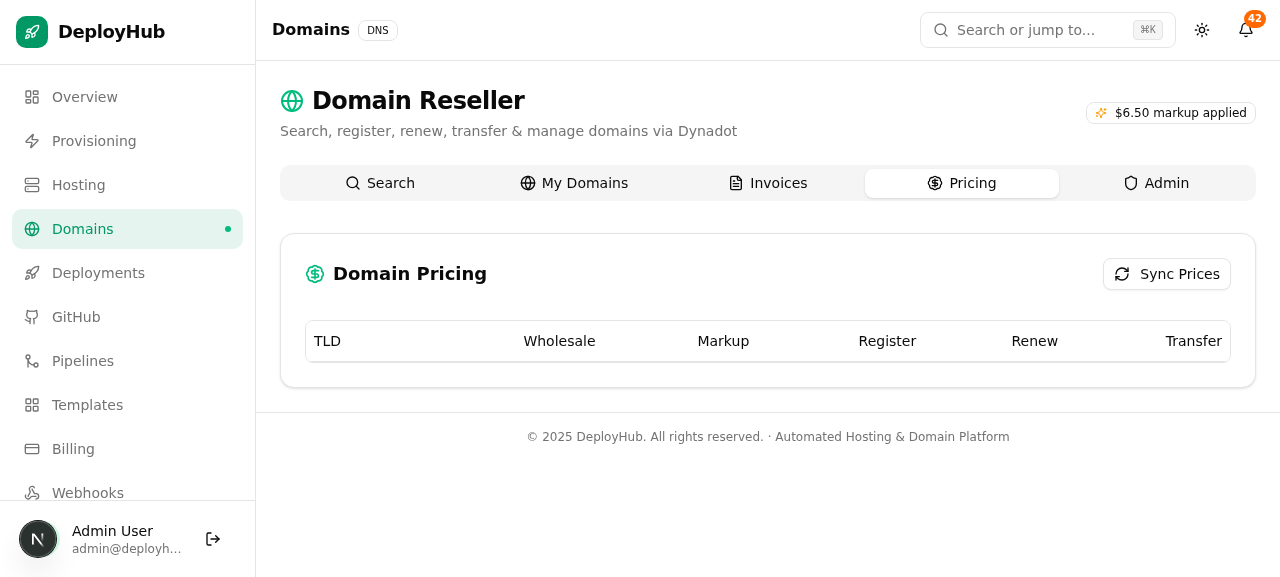 DeployHub
Domains DNS
Search or jump to... ⌘K
42
Overview
Provisioning
Hosting
Domains
Deployments
GitHub
Pipelines
Templates
Billing
Webhooks
N
Admin User
admin@deployh...
Domain Reseller
Search, register, renew, transfer & manage domains via Dynadot
$6.50 markup applied
Search My Domains Invoices Pricing Admin
Domain Pricing
Sync Prices
TLD Wholesale Markup Register Renew Transfer
© 2025 DeployHub. All rights reserved. · Automated Hosting & Domain Platform